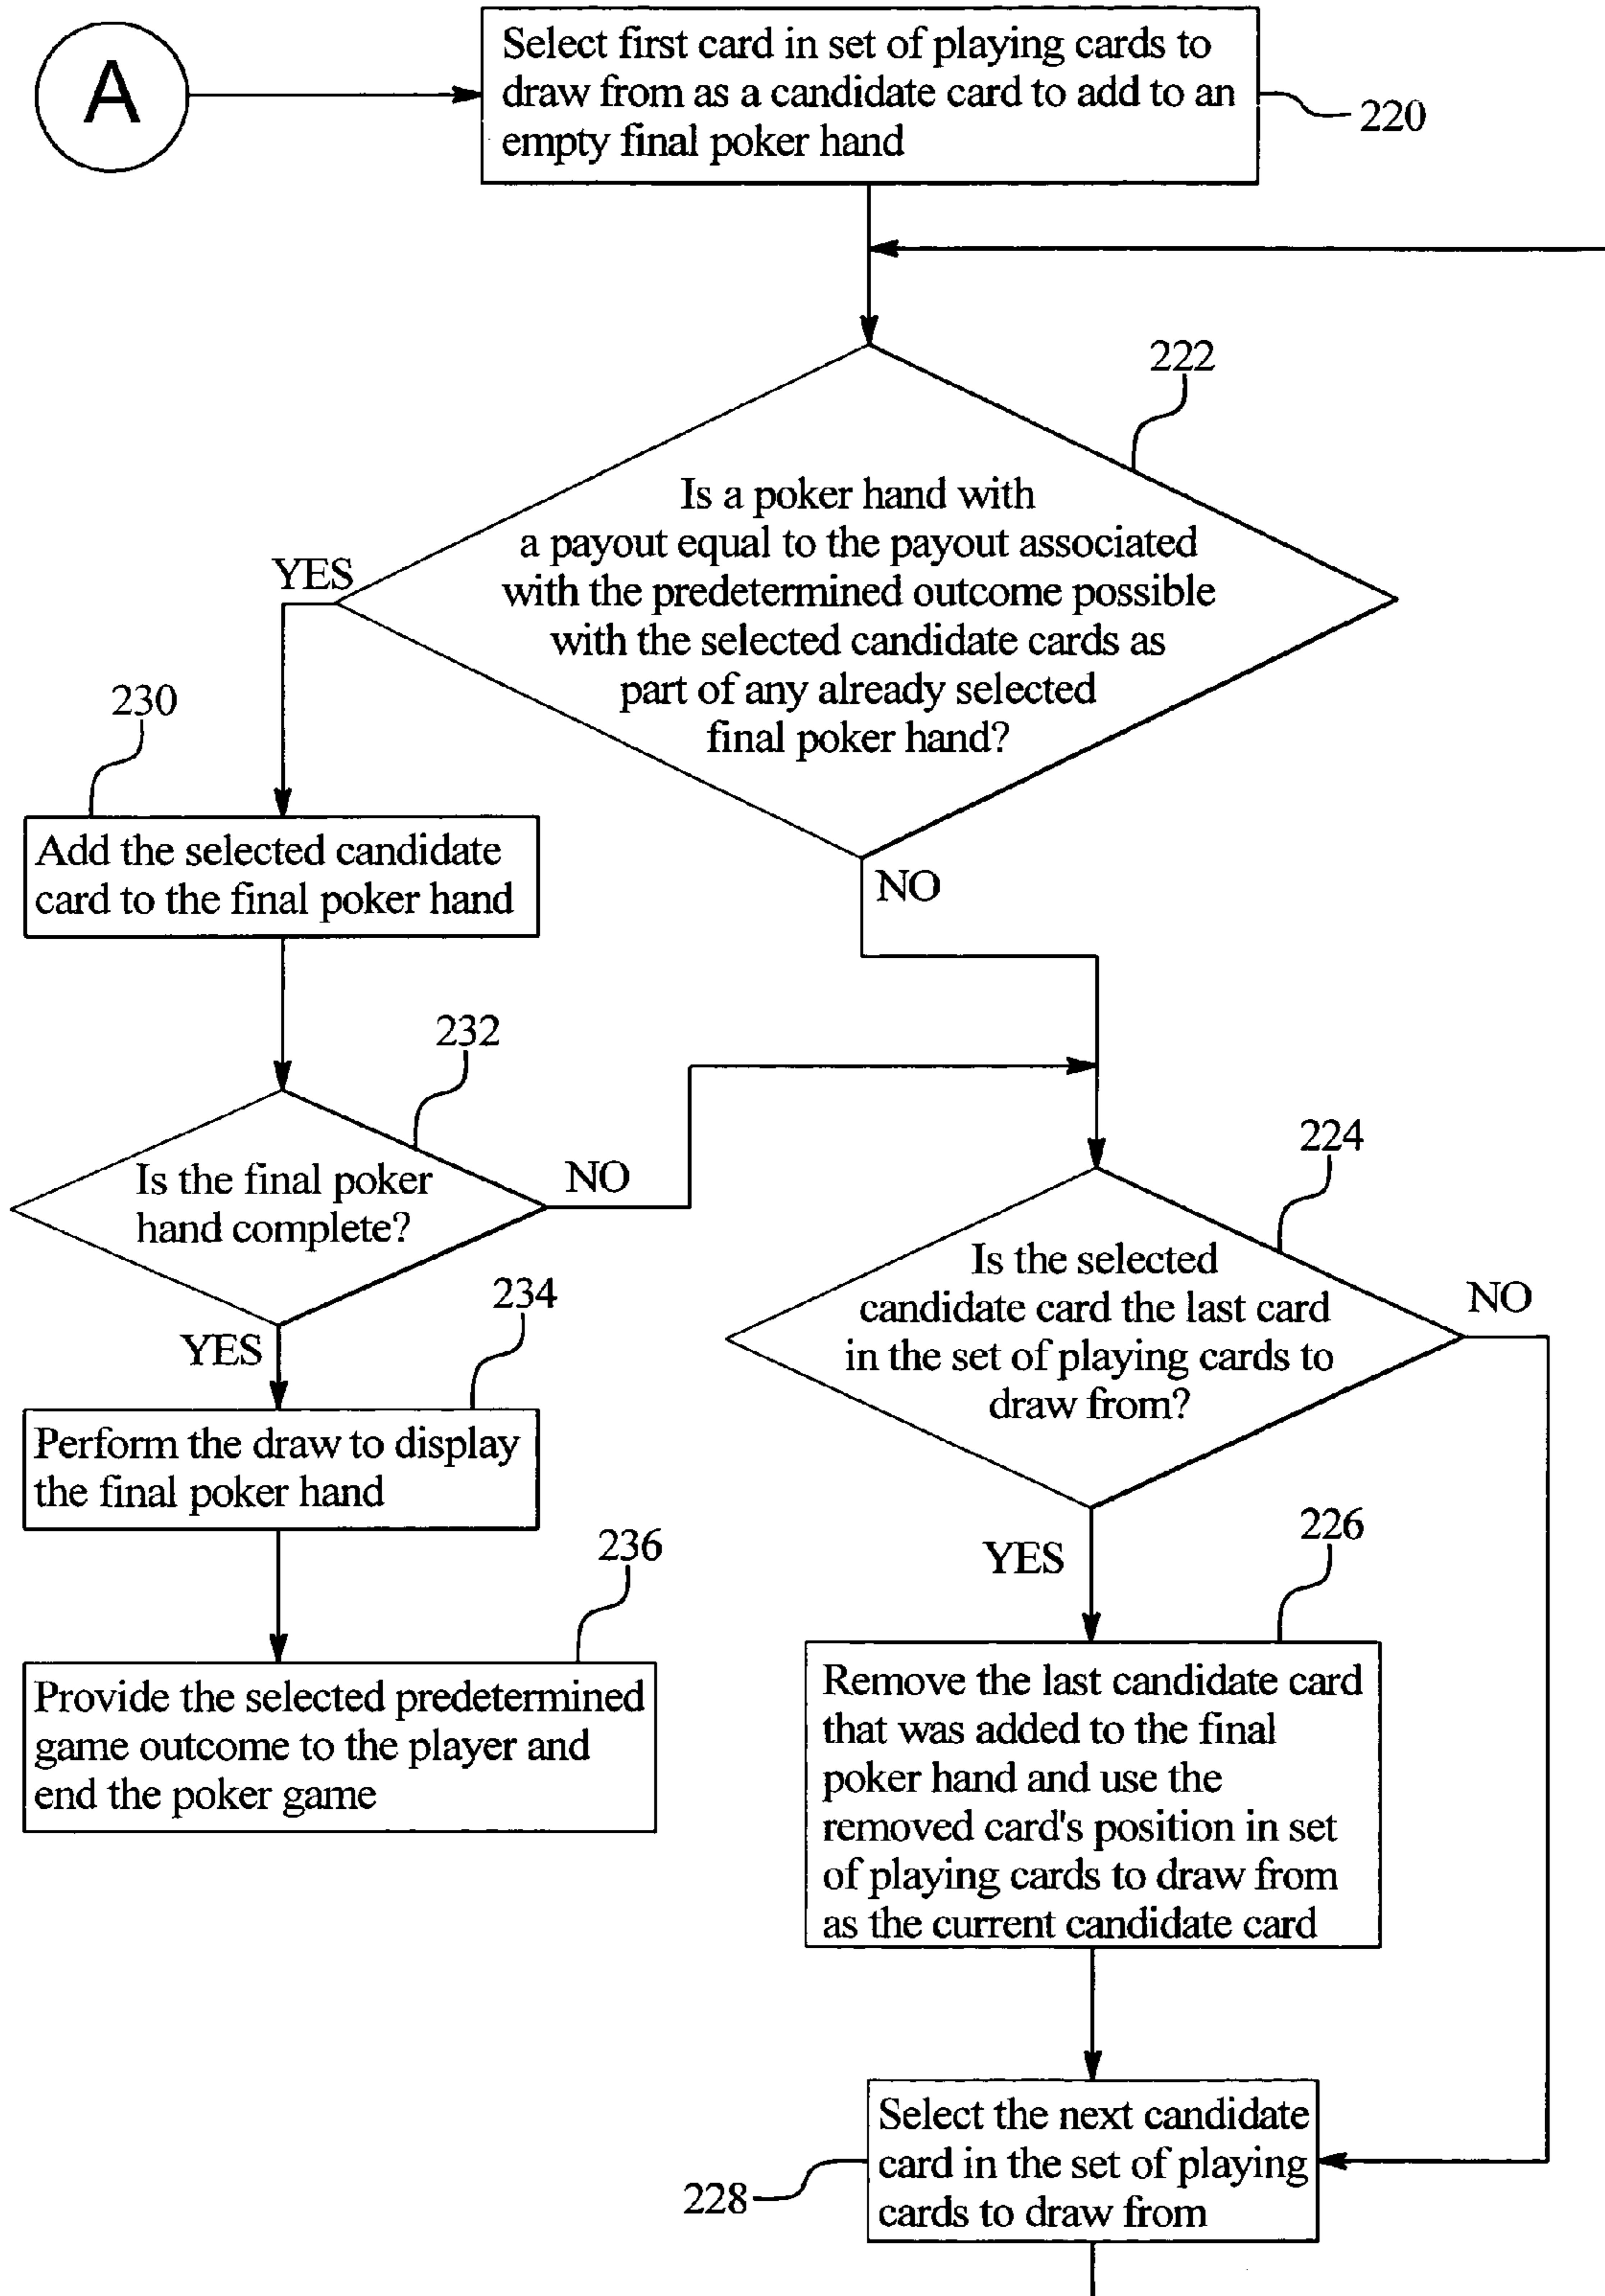 A
Select first card in set of playing cards to
draw from as a candidate card to add to an
empty final poker hand
220
222
Is a poker hand with
a payout equal to the payout associated
with the predetermined outcome possible
with the selected candidate cards as
part of any already selected
final poker hand?
YES
NO
230
Add the selected candidate
card to the final poker hand
232
Is the final poker
hand complete?
NO
YES
224
Is the selected
candidate card the last card
in the set of playing cards to
draw from?
NO
YES
234
Perform the draw to display
the final poker hand
236
Provide the selected predetermined
game outcome to the player and
end the poker game
226
Remove the last candidate card
that was added to the final
poker hand and use the
removed card's position in set
of playing cards to draw from
as the current candidate card
Select the next candidate
card in the set of playing
cards to draw from
228